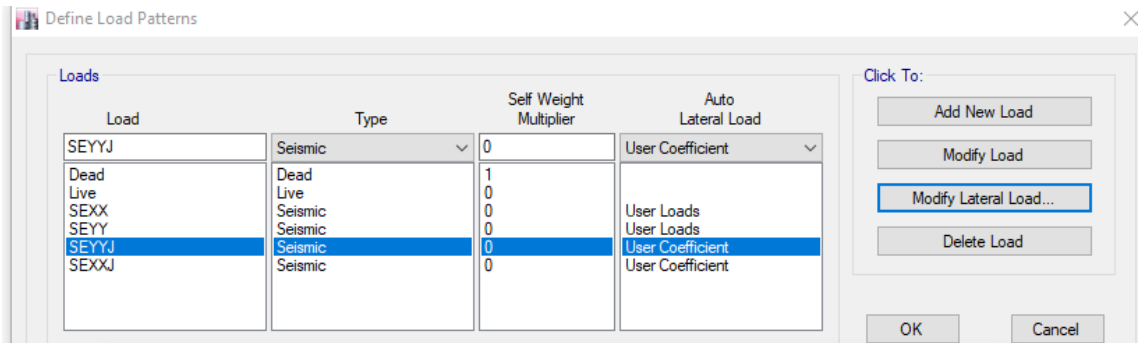 Define Load Patterns
Loads
Click To:
Load Type Self Weight Multiplier Auto Lateral Load
SEYYJ Seismic 0 User Coefficient
Dead Dead 1
Live Live 0
SEXX Seismic 0 User Loads
SEYY Seismic 0 User Loads
SEYYJ Seismic 0 User Coefficient
SEXXJ Seismic 0 User Coefficient
Add New Load
Modify Load
Modify Lateral Load...
Delete Load
OK Cancel